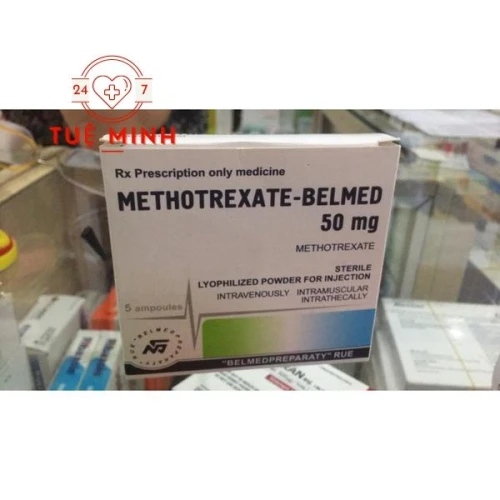 24 7
TUỆ MINH
Rx Prescription only medicine
METHOTREXATE-BELMED
50 mg
METHOTREXATE
STERILE
LYOPHILIZED POWDER FOR INJECTION
INTRAVENOUSLY INTRAMUSCULAR
INTRATHECALLY
5 ampoules
"BELMEDPREPARATY" RUE